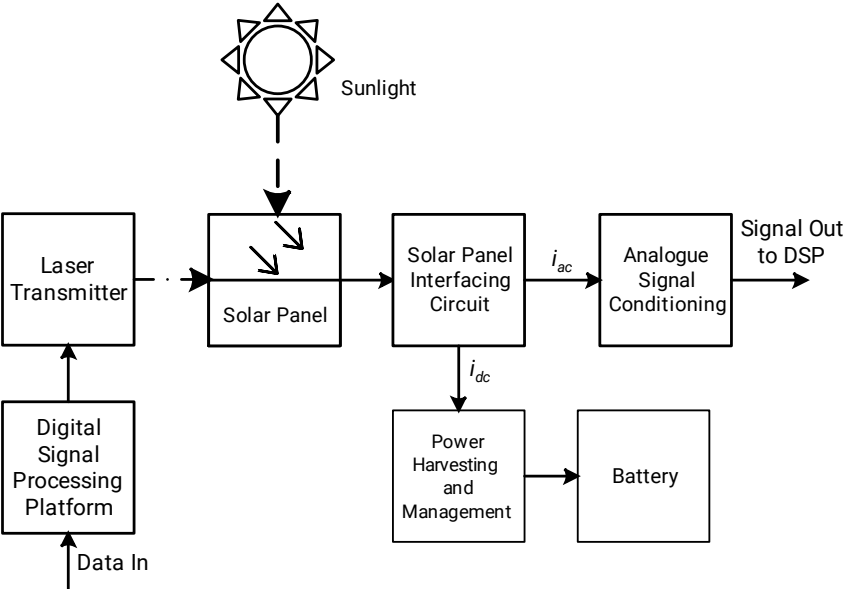 Sunlight
Laser
Transmitter
Solar Panel
Solar Panel
Interfacing
Circuit
i_ac
Analogue
Signal
Conditioning
Signal Out
to DSP
i_dc
Digital
Signal
Processing
Platform
Power
Harvesting
and
Management
Battery
Data In